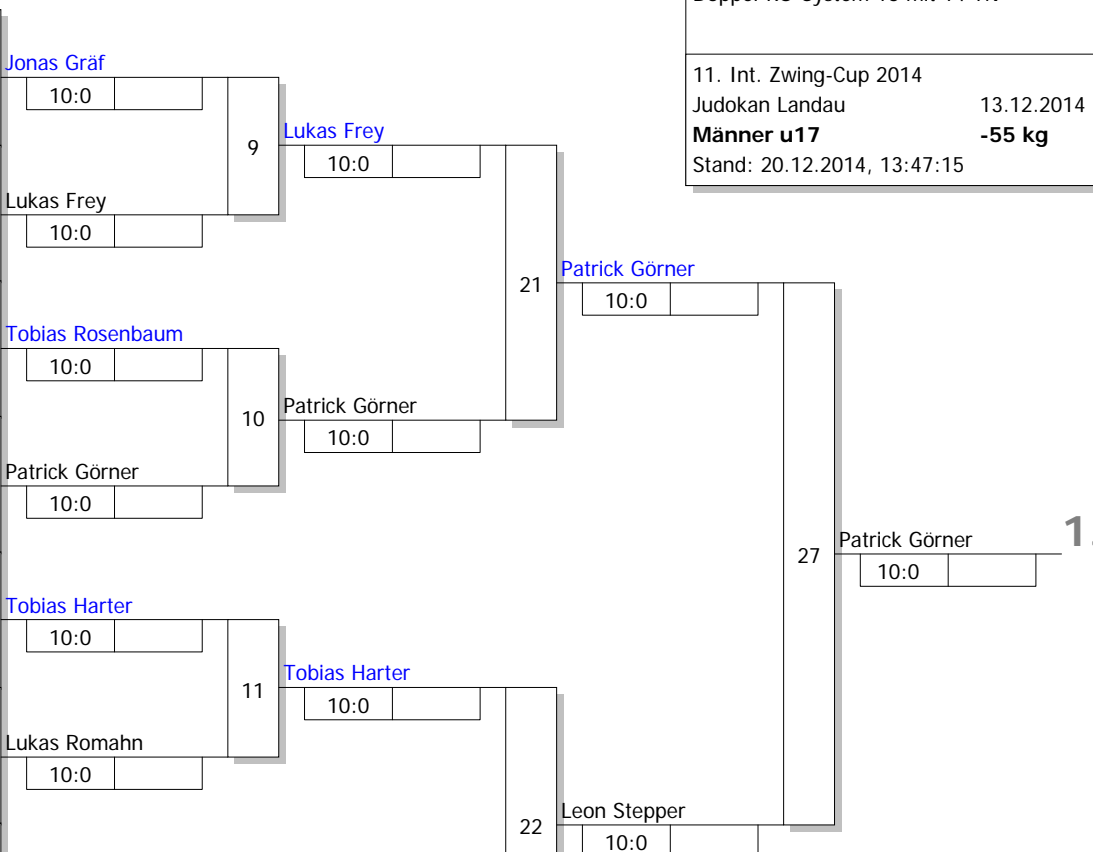 11. Int. Zwing-Cup 2014
Judokan Landau 13.12.2014
Männer u17 -55 kg
Stand: 20.12.2014, 13:47:15
Jonas Gräf
10:0
9
Lukas Frey
10:0
Lukas Frey
10:0
21
Patrick Görner
10:0
Tobias Rosenbaum
10:0
10
Patrick Görner
10:0
Patrick Görner
10:0
27
Patrick Görner
10:0
1.
Tobias Harter
10:0
11
Tobias Harter
10:0
Lukas Romahn
10:0
22
Leon Stepper
10:0